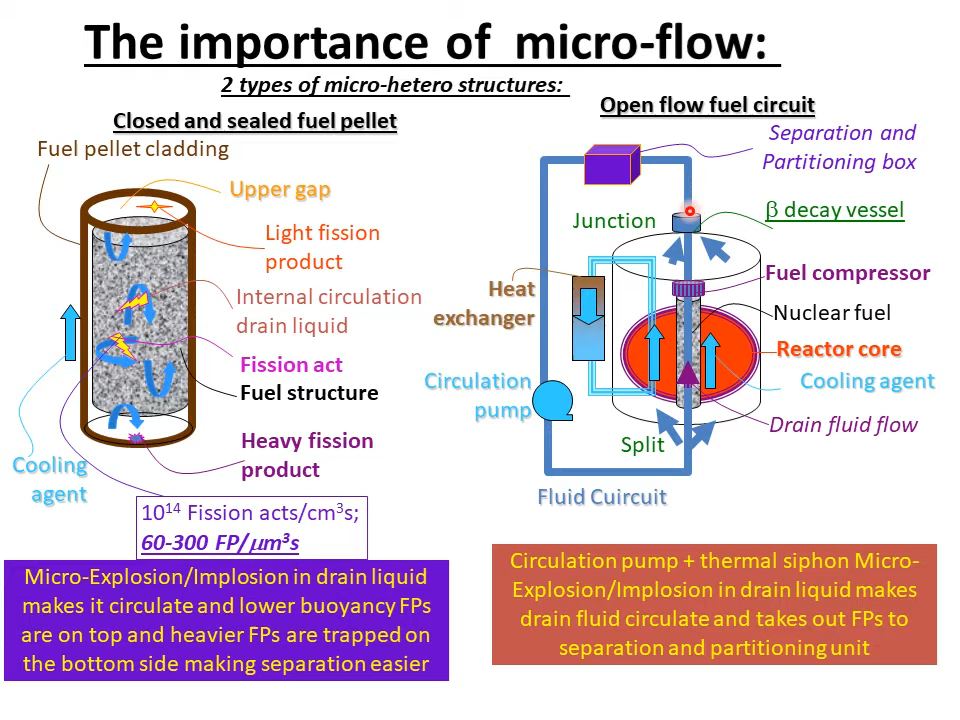 The importance of micro-flow:
2 types of micro-hetero structures:
Closed and sealed fuel pellet
Fuel pellet cladding
Upper gap
Light fission
product
Internal circulation
drain liquid
Fission act
Fuel structure
Heavy fission
product
Cooling
agent
10¹⁴ Fission acts/cm³s;
60-300 FP/µm³s
Micro-Explosion/Implosion in drain liquid
makes it circulate and lower buoyancy FPs
are on top and heavier FPs are trapped on
the bottom side making separation easier
Open flow fuel circuit
Separation and
Partitioning box
Junction
β decay vessel
Heat
exchanger
Fuel compressor
Nuclear fuel
Reactor core
Circulation
pump
Cooling agent
Drain fluid flow
Split
Fluid Cuircuit
Circulation pump + thermal siphon Micro-
Explosion/Implosion in drain liquid makes
drain fluid circulate and takes out FPs to
separation and partitioning unit